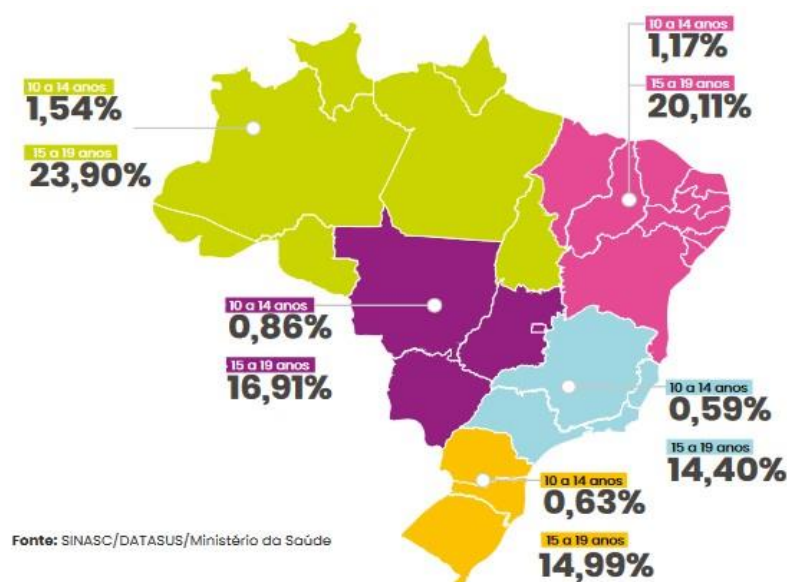 10 a 14 anos
1,17%
15 a 19 anos
20,11%
10 a 14 anos
1,54%
15 a 19 anos
23,90%
10 a 14 anos
0,86%
15 a 19 anos
16,91%
10 a 14 anos
0,59%
15 a 19 anos
14,40%
10 a 14 anos
0,63%
15 a 19 anos
14,99%
Fonte: SINASC/DATASUS/Ministério da Saúde